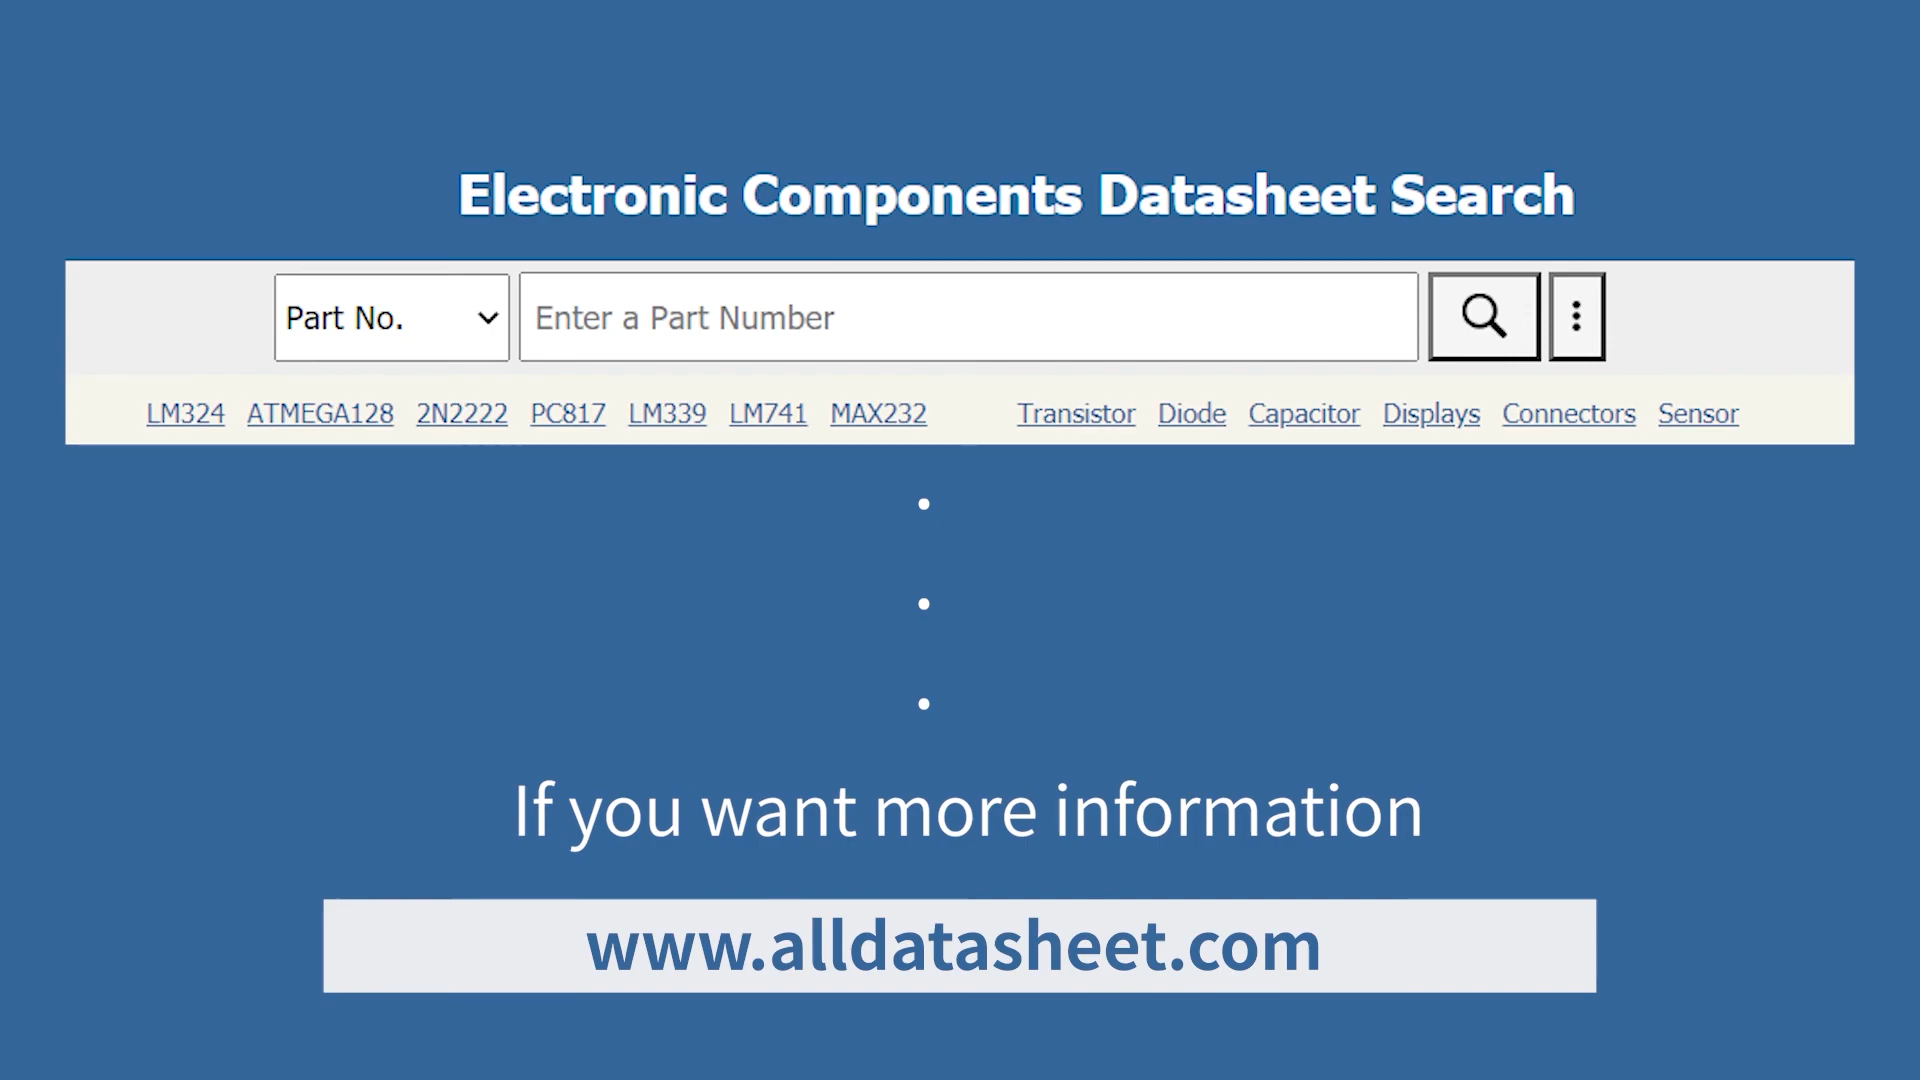 Electronic Components Datasheet Search
Part No. Enter a Part Number
LM324 ATMEGA128 2N2222 PC817 LM339 LM741 MAX232 Transistor Diode Capacitor Displays Connectors Sensor
If you want more information
www.alldatasheet.com